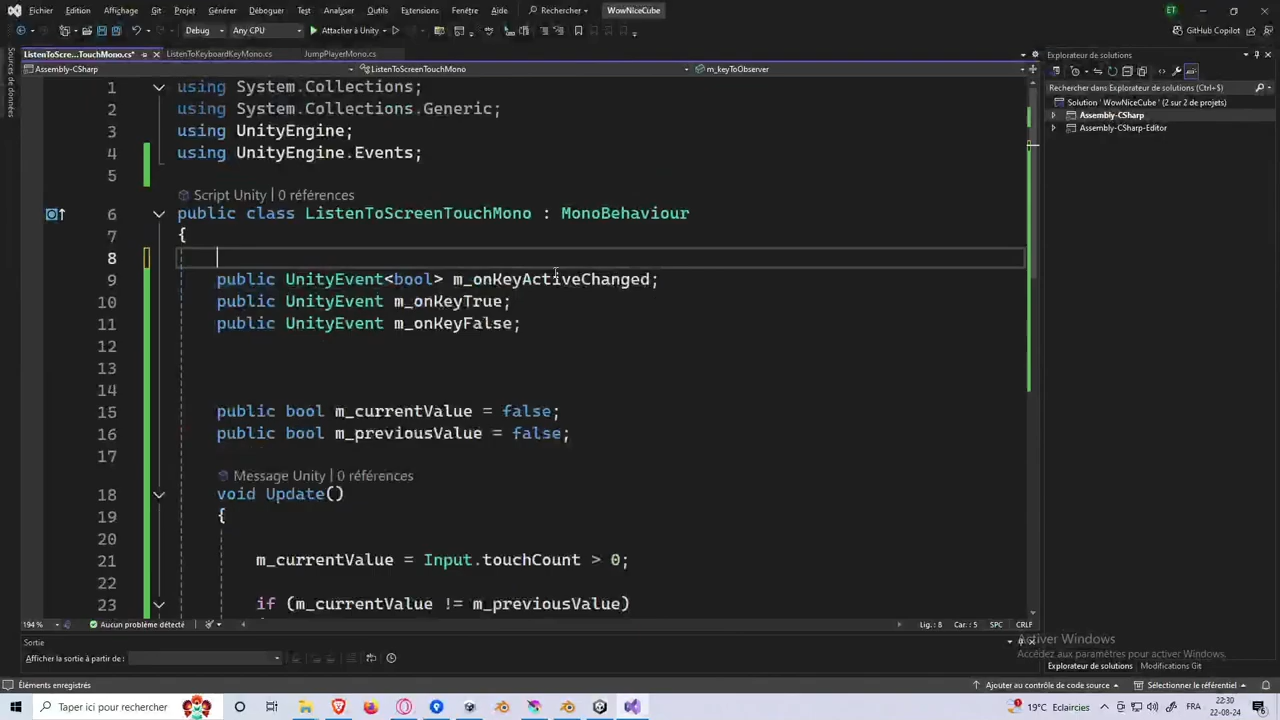 Fichier Edition Affichage Git Projet Générer Déboguer Test Analyser Outils Extensions Fenêtre Aide Rechercher WowNiceCube ET
Debug Any CPU Attacher à Unity GitHub Copilot
ListenToScre...TouchMono.cs* ListenToKeyboardKeyMono.cs JumpPlayerMono.cs Explorateur de solutions
Assembly-CSharp ListenToScreenTouchMono m_keyToObserver
Sources de données
Rechercher dans Explorateur de solutions (Ctrl+$)
Solution 'WowNiceCube' (2 sur 2 de projets)
Assembly-CSharp
Assembly-CSharp-Editor
1 using System.Collections;
2 using System.Collections.Generic;
3 using UnityEngine;
4 using UnityEngine.Events;
5
Script Unity | 0 références
6 public class ListenToScreenTouchMono : MonoBehaviour
7 {
8
9 public UnityEvent<bool> m_onKeyActiveChanged;
10 public UnityEvent m_onKeyTrue;
11 public UnityEvent m_onKeyFalse;
12
13
14
15 public bool m_currentValue = false;
16 public bool m_previousValue = false;
17
Message Unity | 0 références
18 void Update()
19 {
20
21 m_currentValue = Input.touchCount > 0;
22
23 if (m_currentValue != m_previousValue)
194 % Aucun problème détecté Lig.: 8 Car.: 5 SPC CRLF
Sortie
Afficher la sortie à partir de :
Activer Windows
Accédez aux paramètres pour activer Windows.
Explorateur de solutions Modifications Git
Éléments enregistrés Ajouter au contrôle de code source Sélectionner le référentiel
Taper ici pour rechercher 19°C Eclaircies FRA 22:30
22-08-24